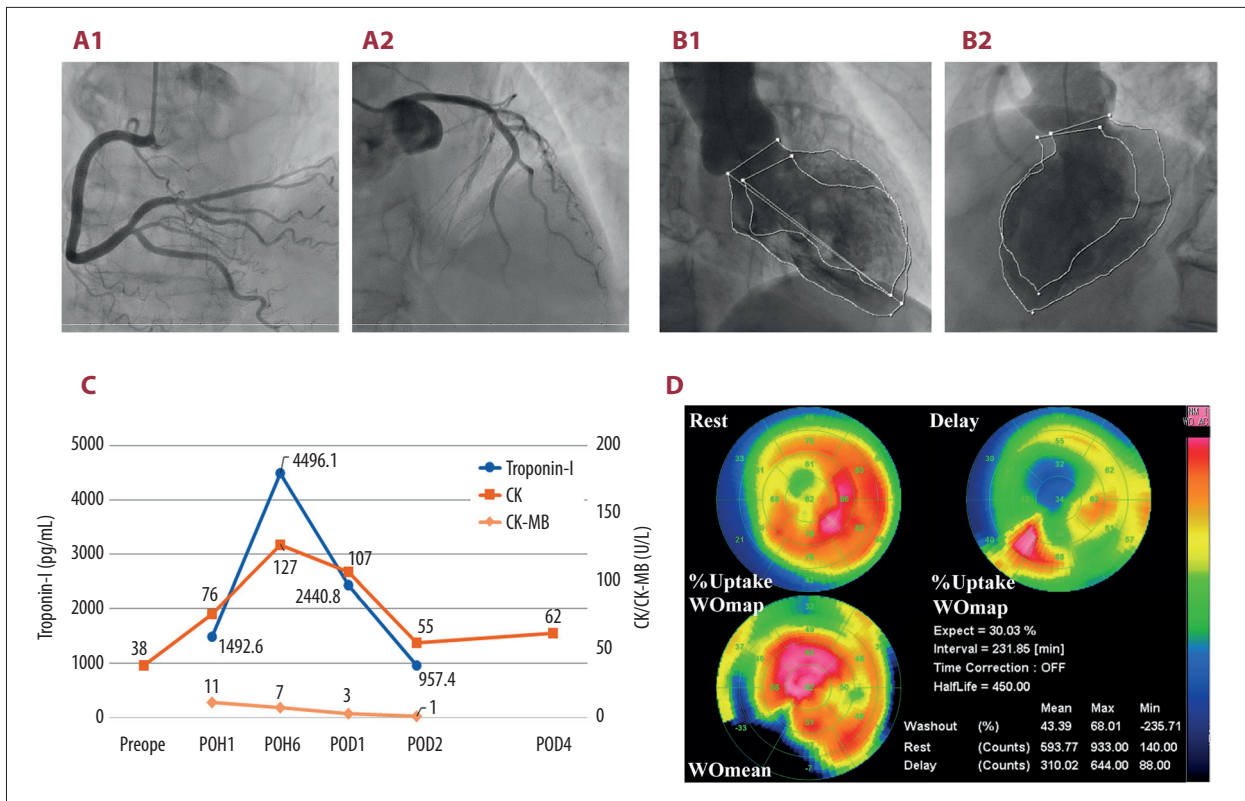 A1
A2
B1
B2
C
Troponin-I (pg/mL)
5000
4000
3000
2000
1000
0
200
150
100
50
0
CK/CK-MB (U/L)
4496.1
Troponin-I
CK
CK-MB
127
107
76
2440.8
55
62
38
1492.6
957.4
11
7
3
1
Preope
POH1
POH6
POD1
POD2
POD4
D
Rest
Delay
%Uptake
WOmap
%Uptake
WOmap
Expect = 30.03 %
Interval = 231.85 [min]
Time Correction : OFF
HalfLife = 450.00
Mean Max Min
Washout (%) 43.39 68.01 -235.71
Rest (Counts) 593.77 933.00 140.00
Delay (Counts) 310.02 644.00 88.00
WOmean